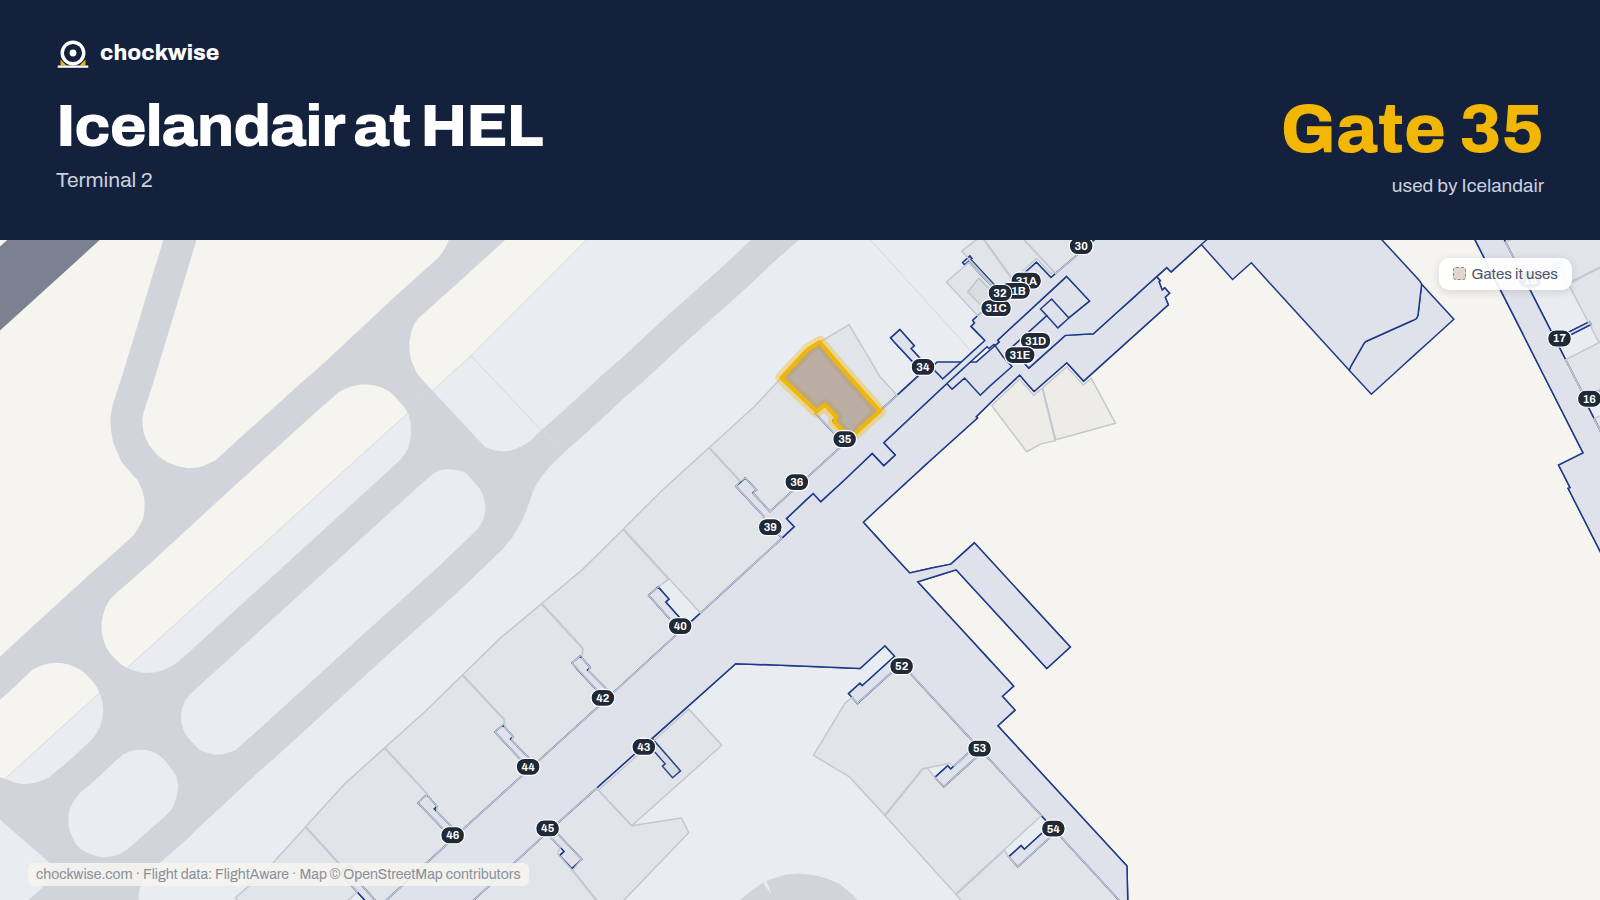 chockwise
Icelandair at HEL
Terminal 2
Gate 35
used by Icelandair
Gates it uses
30
31A
32
1B
31C
31D
31E
34
35
36
39
40
42
43
44
45
46
52
53
54
17
16
chockwise.com · Flight data: FlightAware · Map © OpenStreetMap contributors